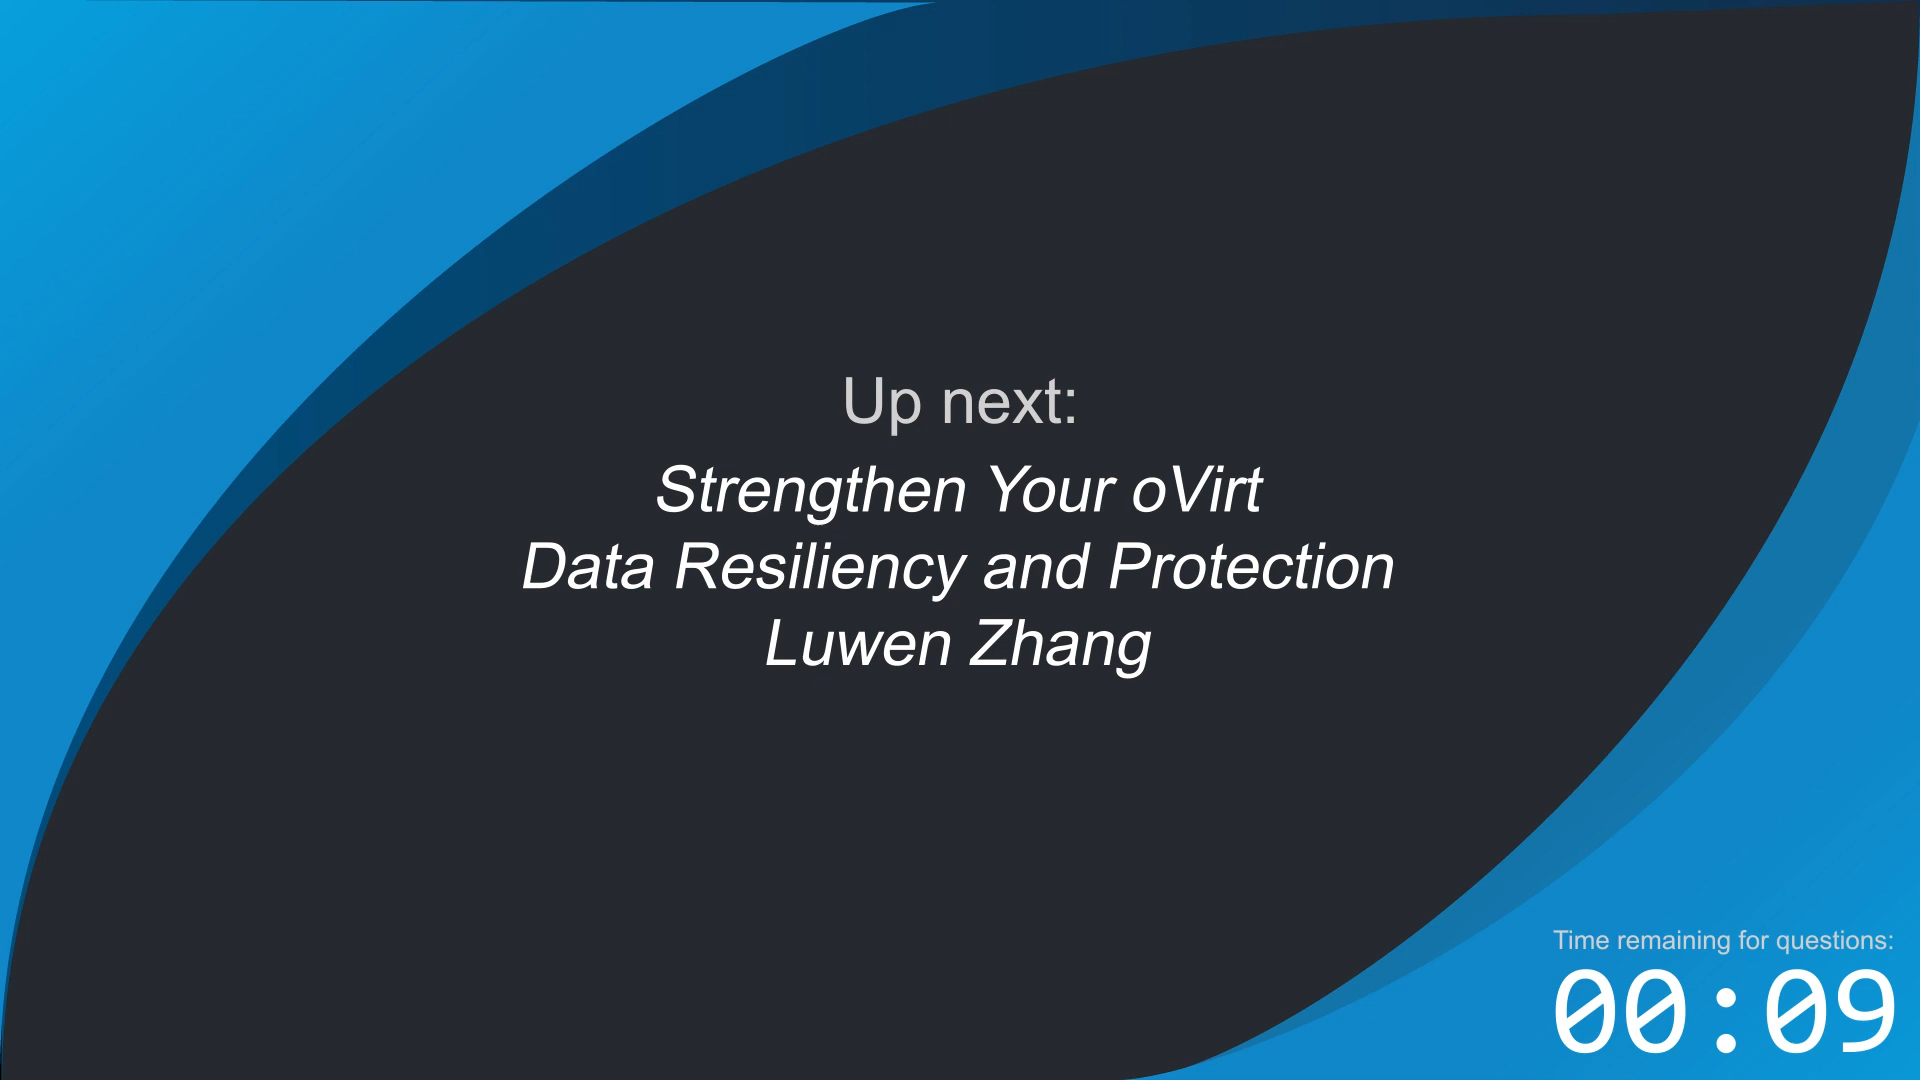 Up next:
Strengthen Your oVirt
Data Resiliency and Protection
Luwen Zhang
Time remaining for questions:
00:09